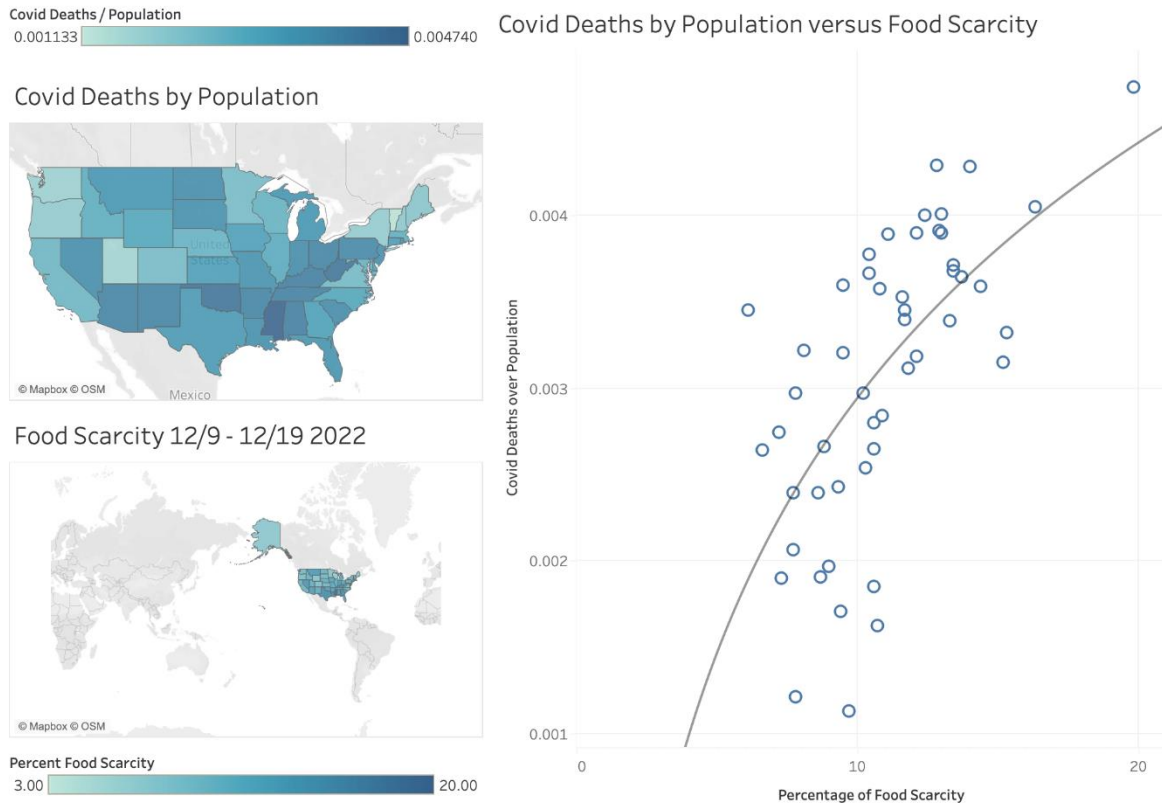 Covid Deaths / Population
0.001133 0.004740
Covid Deaths by Population
United
States
Mexico
© Mapbox © OSM
Food Scarcity 12/9 - 12/19 2022
© Mapbox © OSM
Percent Food Scarcity
3.00 20.00
Covid Deaths by Population versus Food Scarcity
Covid Deaths over Population
0.004
0.003
0.002
0.001
0 10 20
Percentage of Food Scarcity